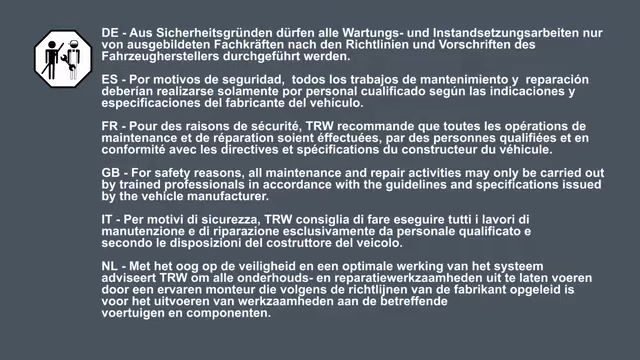 DE - Aus Sicherheitsgründen dürfen alle Wartungs- und Instandsetzungsarbeiten nur
von ausgebildeten Fachkräften nach den Richtlinien und Vorschriften des
Fahrzeugherstellers durchgeführt werden.
ES - Por motivos de seguridad, todos los trabajos de mantenimiento y reparación
deberían realizarse solamente por personal cualificado según las indicaciones y
especificaciones del fabricante del vehículo.
FR - Pour des raisons de sécurité, TRW recommande que toutes les opérations de
maintenance et de réparation soient éffectuées, par des personnes qualifiées et en
conformité avec les directives et spécifications du constructeur du véhicule.
GB - For safety reasons, all maintenance and repair activities may only be carried out
by trained professionals in accordance with the guidelines and specifications issued
by the vehicle manufacturer.
IT - Per motivi di sicurezza, TRW consiglia di fare eseguire tutti i lavori di
manutenzione e di riparazione esclusivamente da personale qualificato e
secondo le disposizioni del costruttore del veicolo.
NL - Met het oog op de veiligheid en een optimale werking van het systeem
adviseert TRW om alle onderhouds- en reparatiewerkzaamheden uit te laten voeren
door een ervaren monteur die volgens de richtlijnen van de fabrikant opgeleid is
voor het uitvoeren van werkzaamheden aan de betreffende
voertuigen en componenten.